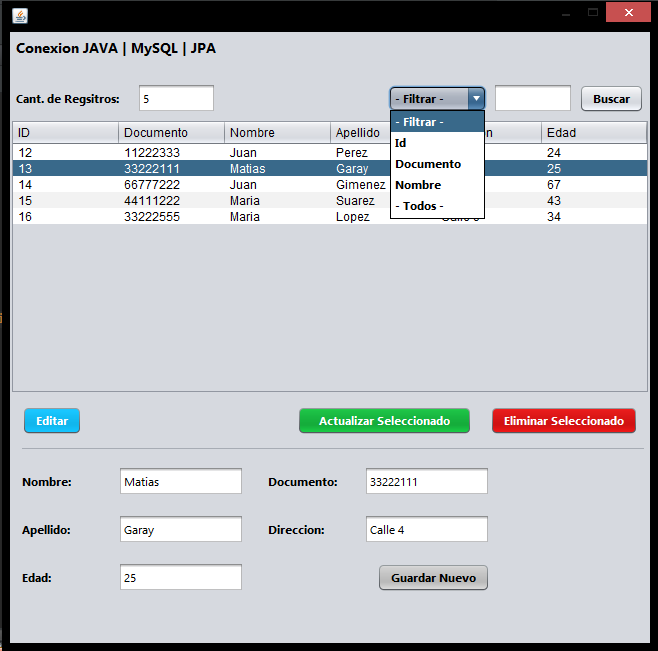 Conexion JAVA | MySQL | JPA
Cant. de Regsitros: 5 - Filtrar - Buscar
- Filtrar -
Id
Documento
Nombre
- Todos -
ID Documento Nombre Apellido Edad
12 11222333 Juan Perez 24
13 33222111 Matias Garay 25
14 66777222 Juan Gimenez 67
15 44111222 Maria Suarez 43
16 33222555 Maria Lopez 34
Editar Actualizar Seleccionado Eliminar Seleccionado
Nombre: Matias Documento: 33222111
Apellido: Garay Direccion: Calle 4
Edad: 25 Guardar Nuevo